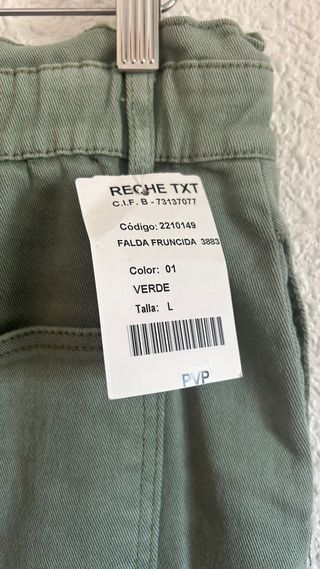 RECHE TXT
C.I.F. B - 73137077
Código: 2210149
FALDA FRUNCIDA 3883
Color: 01
VERDE
Talla: L
PVP